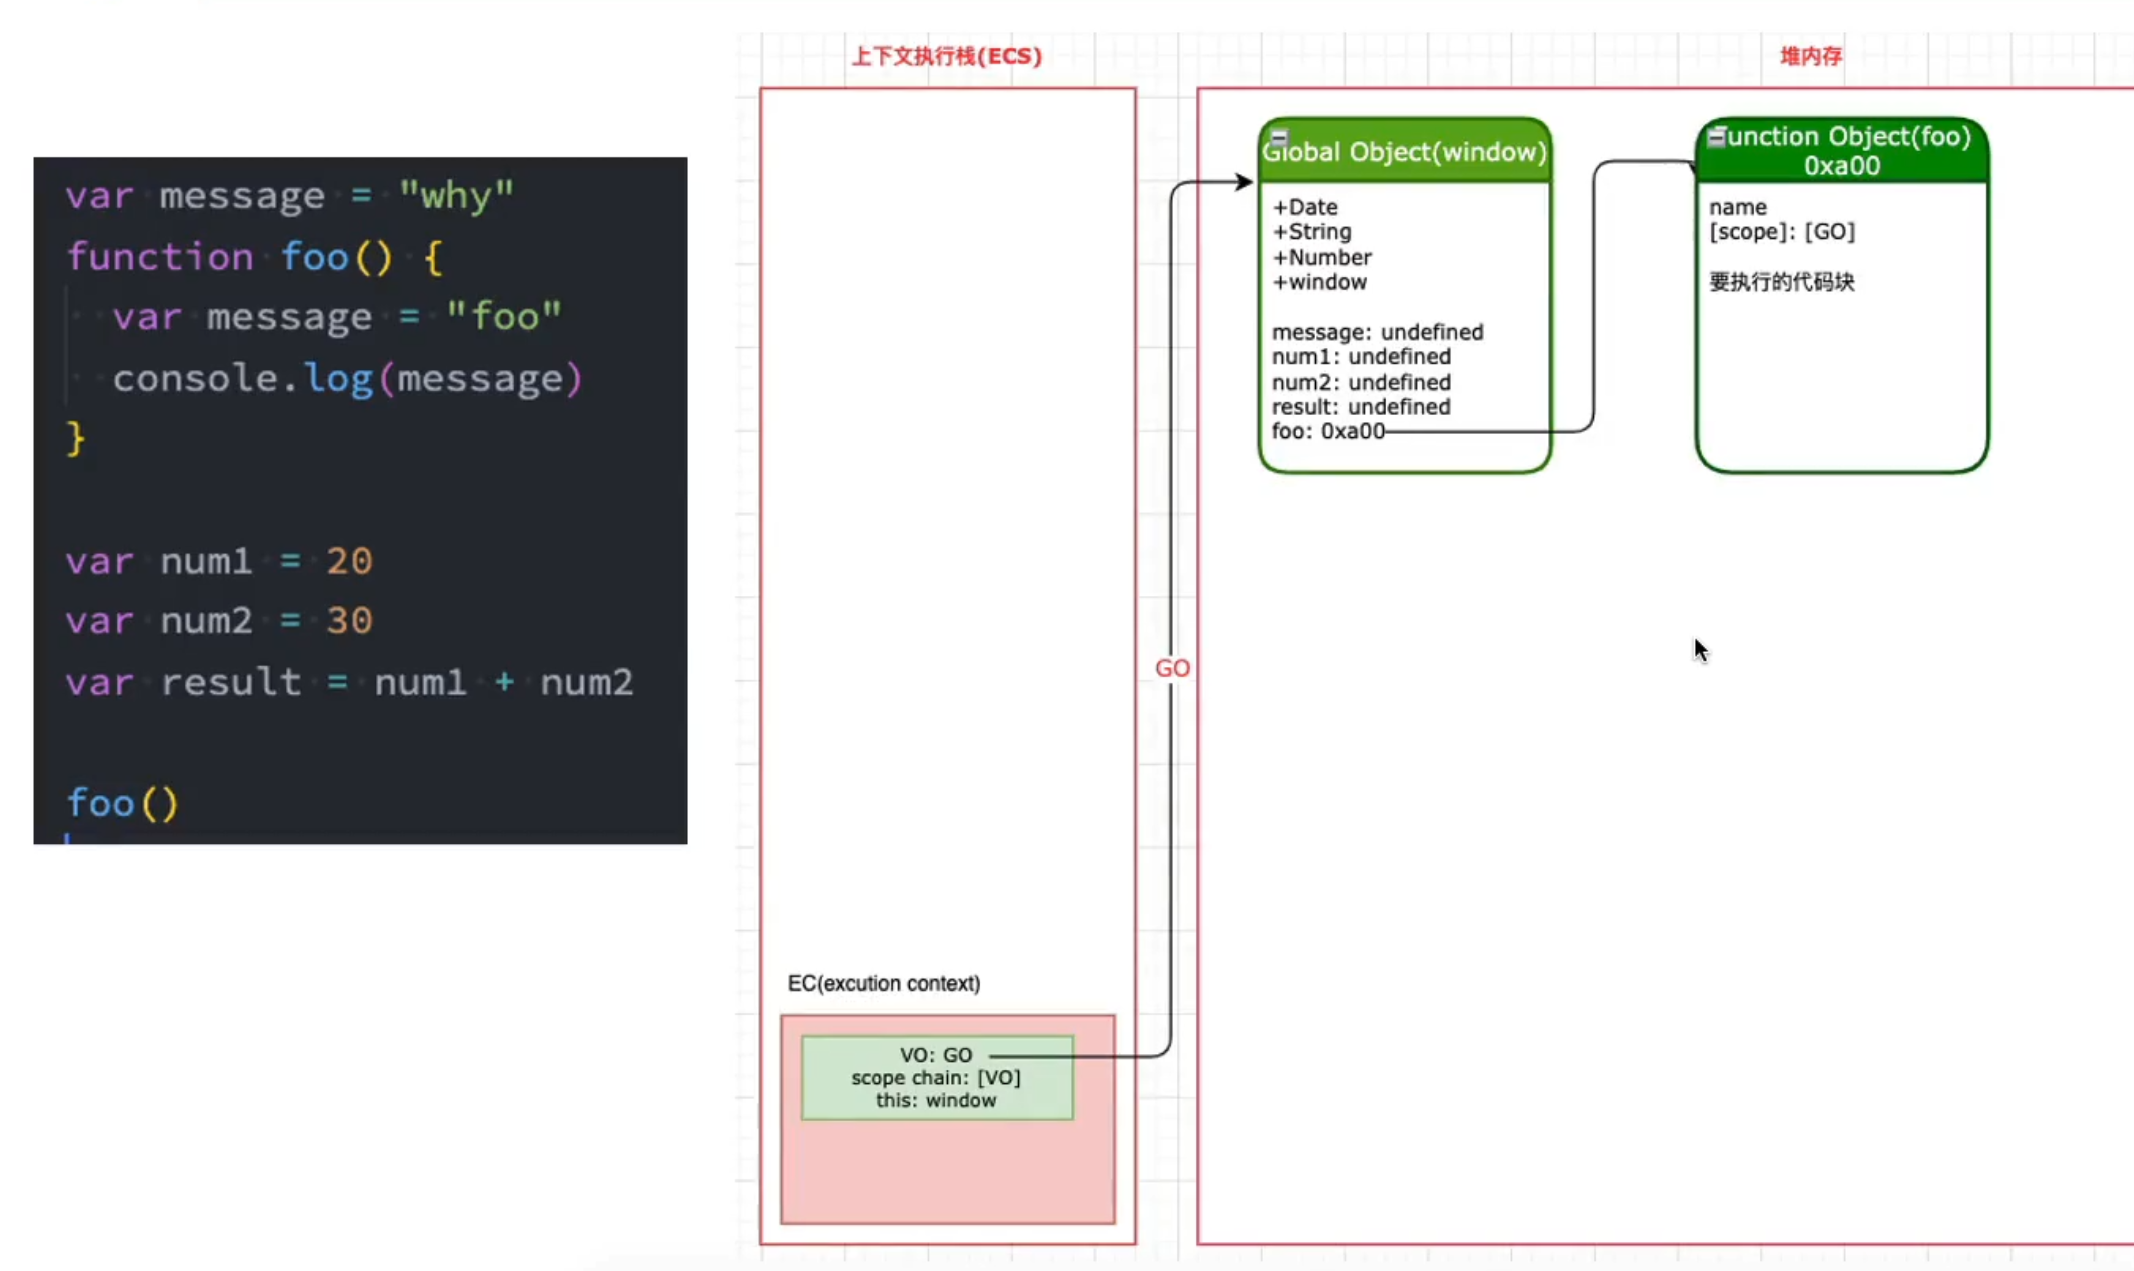 var message = "why"
function foo() {
var message = "foo"
console.log(message)
}
var num1 = 20
var num2 = 30
var result = num1 + num2
foo()
上下文执行栈(ECS)
EC(excution context)
VO: GO
scope chain: [VO]
this: window
GO
堆内存
Global Object(window)
+Date
+String
+Number
+window
message: undefined
num1: undefined
num2: undefined
result: undefined
foo: 0xa00
unction Object(foo)
0xa00
name
[scope]: [GO]
要执行的代码块